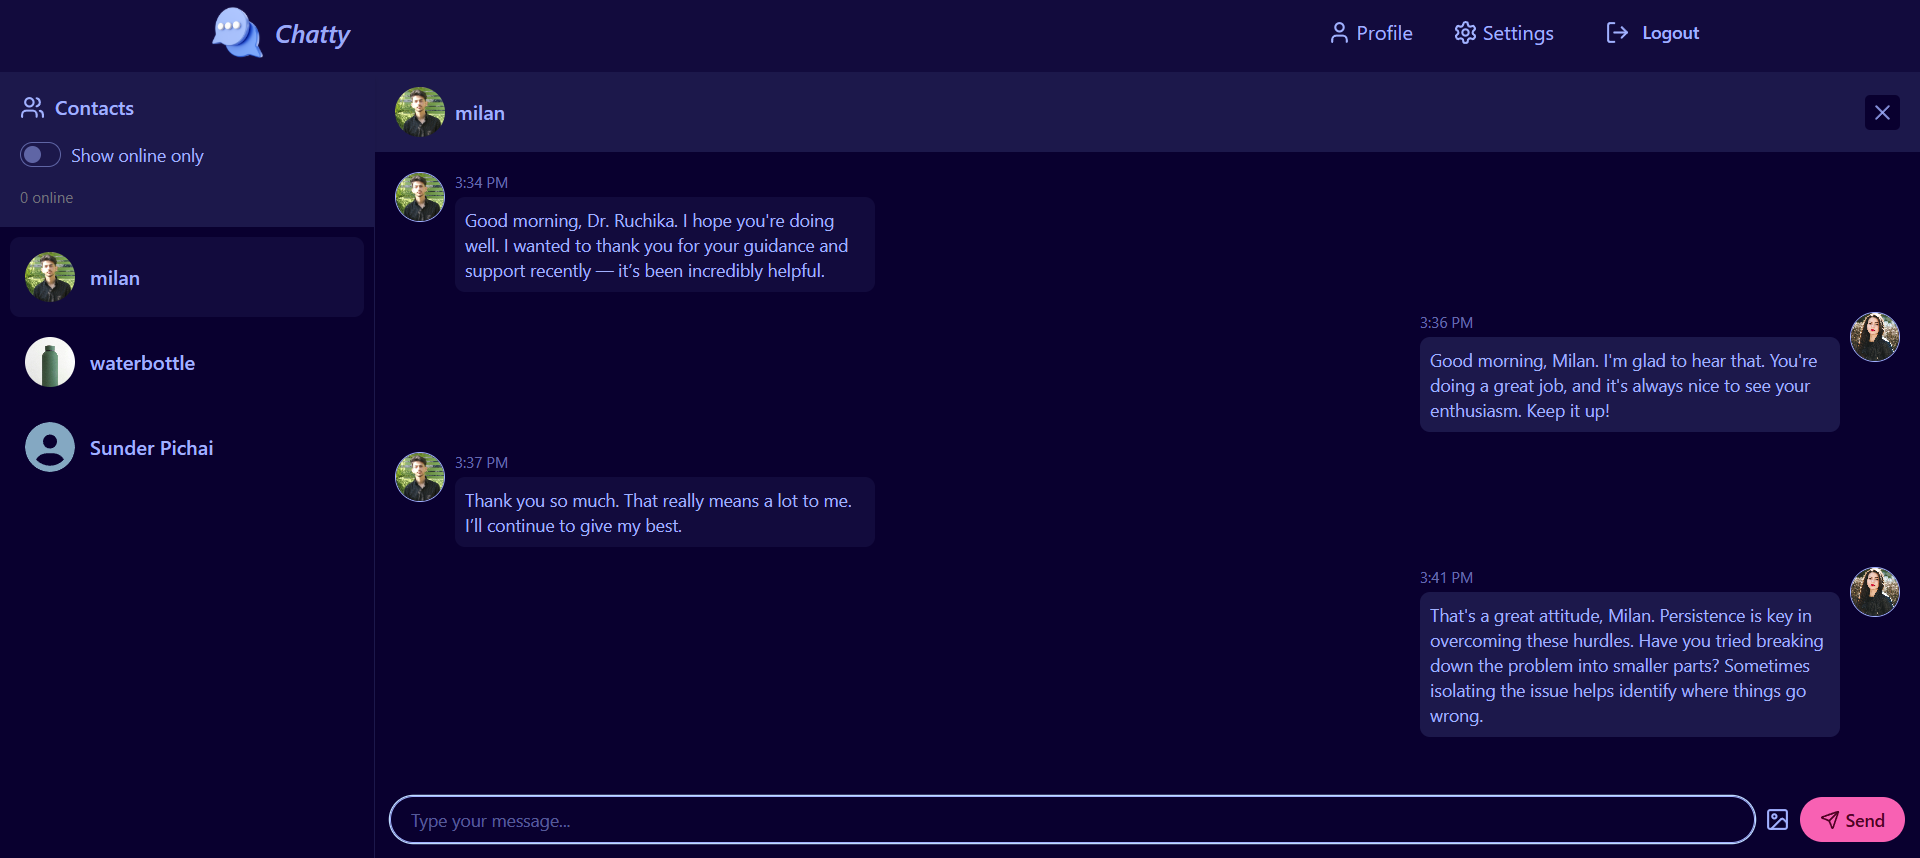 Chatty
Profile
Settings
Logout
Contacts
Show online only
0 online
milan
waterbottle
Sunder Pichai
milan
3:34 PM
Good morning, Dr. Ruchika. I hope you're doing
well. I wanted to thank you for your guidance and
support recently — it’s been incredibly helpful.
3:36 PM
Good morning, Milan. I'm glad to hear that. You're
doing a great job, and it's always nice to see your
enthusiasm. Keep it up!
3:37 PM
Thank you so much. That really means a lot to me.
I’ll continue to give my best.
3:41 PM
That's a great attitude, Milan. Persistence is key in
overcoming these hurdles. Have you tried breaking
down the problem into smaller parts? Sometimes
isolating the issue helps identify where things go
wrong.
Type your message...
Send